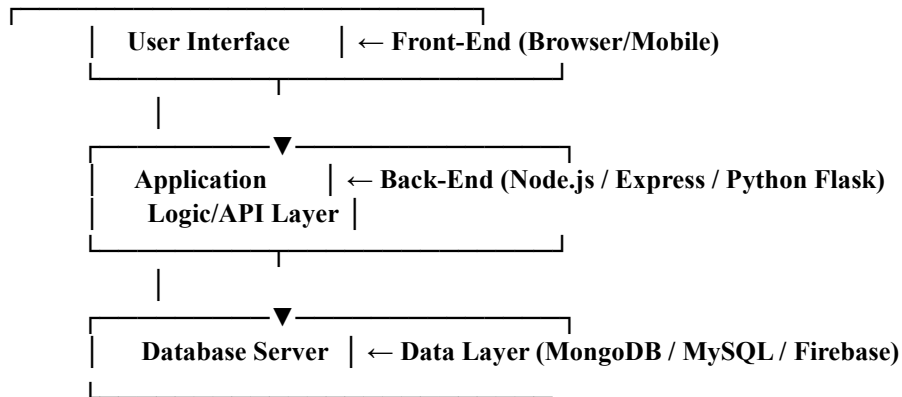 User Interface ← Front-End (Browser/Mobile)
Application ← Back-End (Node.js / Express / Python Flask)
Logic/API Layer
Database Server ← Data Layer (MongoDB / MySQL / Firebase)